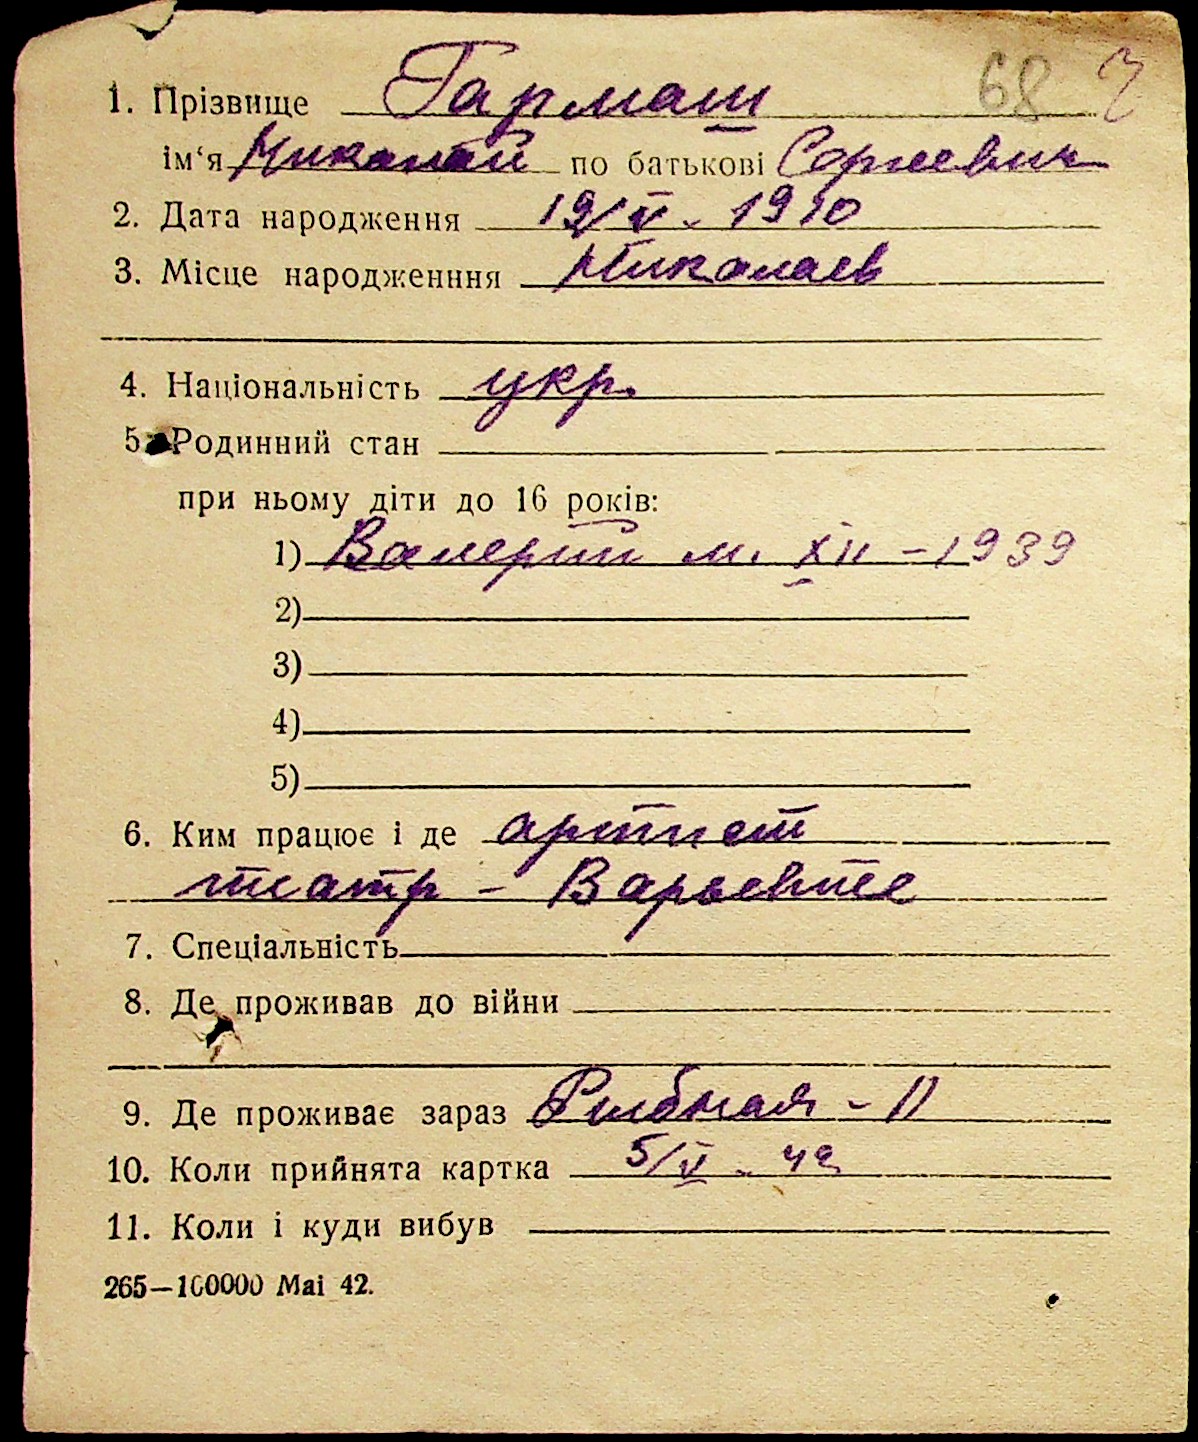 1. Прізвище Гармаш 68
ім‘я Николай по батькові Сергеевич
2. Дата народження 19/V - 1910
3. Місце народженння Николаев
4. Національність укр.
5. Родинний стан
при ньому діти до 16 років:
1) Валерий м. XII - 1939
2)
3)
4)
5)
6. Ким працює і де артист
театр - Варьевтее
7. Спеціальність
8. Де проживав до війни
9. Де проживає зараз Рыбная - 11
10. Коли прийнята картка 5/V - 42
11. Коли і куди вибув
265—100000 Mai 42.